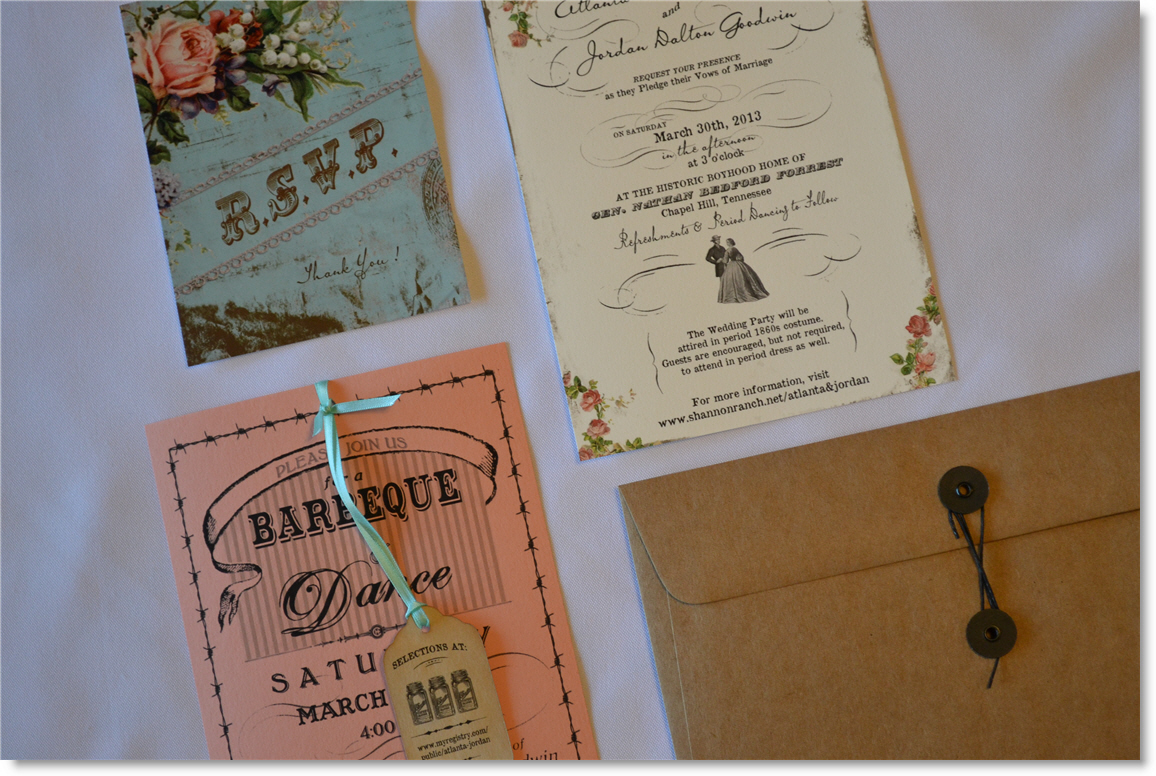 R.S.V.P.
Thank You !
Atlanta
and
Jordan Dalton Goodwin
REQUEST YOUR PRESENCE
as they Pledge their Vows of Marriage
ON SATURDAY
March 30th, 2013
in the afternoon
at 3 o'clock
AT THE HISTORIC BOYHOOD HOME OF
GEN. NATHAN BEDFORD FORREST
Chapel Hill, Tennessee
Refreshments & Period Dancing to Follow
The Wedding Party will be
attired in period 1860s costume.
Guests are encouraged, but not required,
to attend in period dress as well.
For more information, visit
www.shannonranch.net/atlanta&jordan
PLEAS JOIN US
a
BARBEQUE
Dance
SATU
MARCH
4:00
of
dwin
SELECTIONS AT:
www.myregistry.com/
public/atlanta-jordan